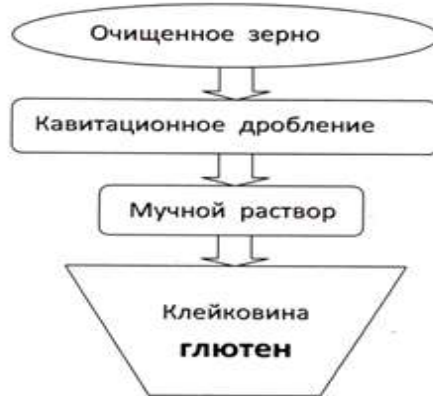 Очищенное зерно
Кавитационное дробление
Мучной раствор
Клейковина
глютен